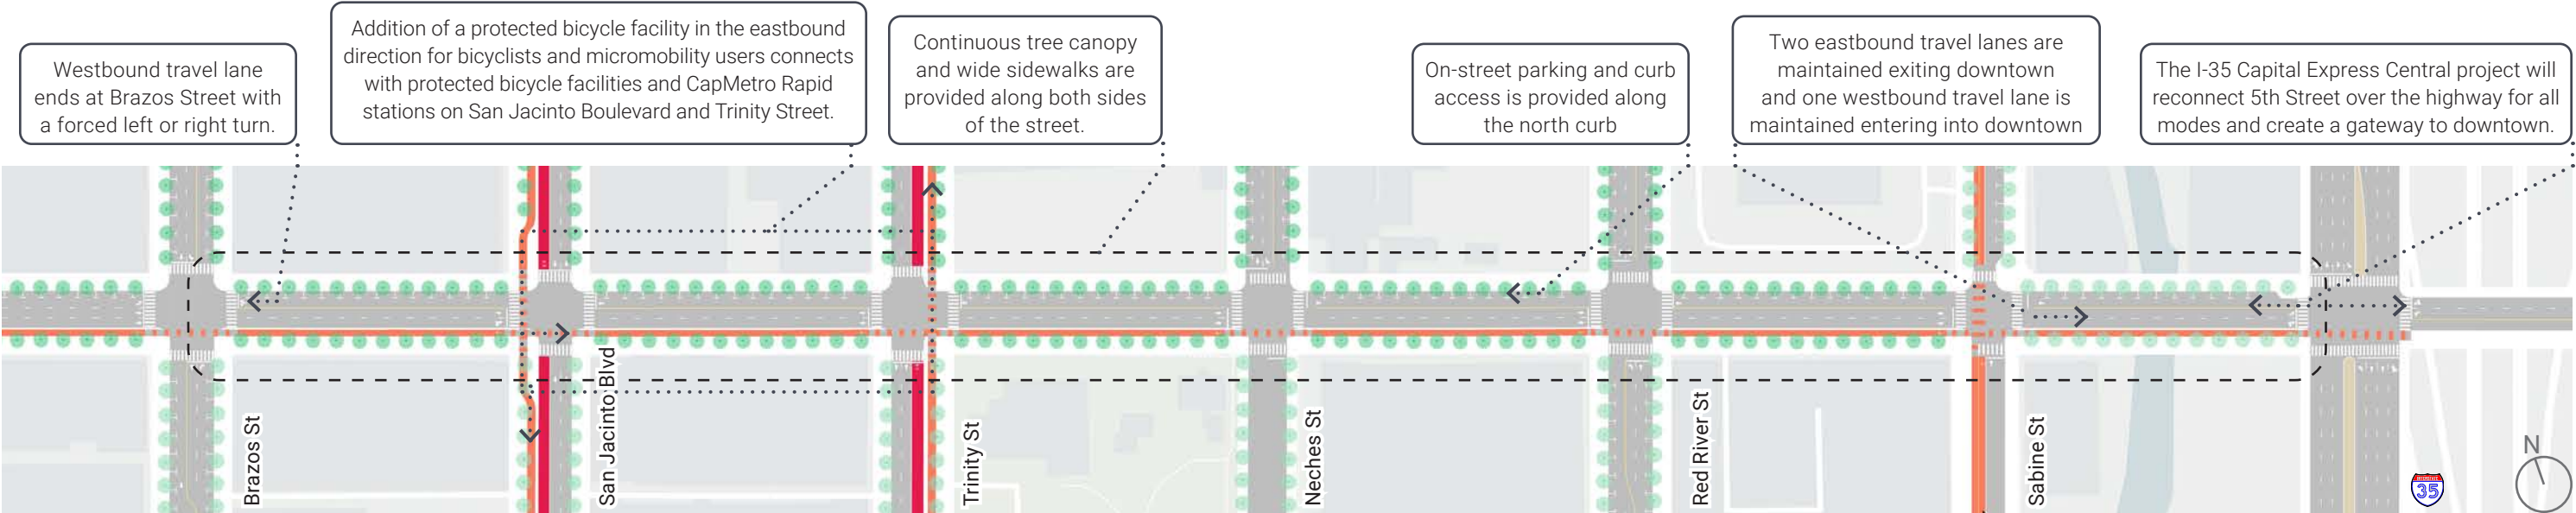 Westbound travel lane
ends at Brazos Street with
a forced left or right turn.
Addition of a protected bicycle facility in the eastbound
direction for bicyclists and micromobility users connects
with protected bicycle facilities and CapMetro Rapid
stations on San Jacinto Boulevard and Trinity Street.
Continuous tree canopy
and wide sidewalks are
provided along both sides
of the street.
On-street parking and curb
access is provided along
the north curb
Two eastbound travel lanes are
maintained exiting downtown
and one westbound travel lane is
maintained entering into downtown
The I-35 Capital Express Central project will
reconnect 5th Street over the highway for all
modes and create a gateway to downtown.
Brazos St
San Jacinto Blvd
Trinity St
Neches St
Red River St
Sabine St
35
N